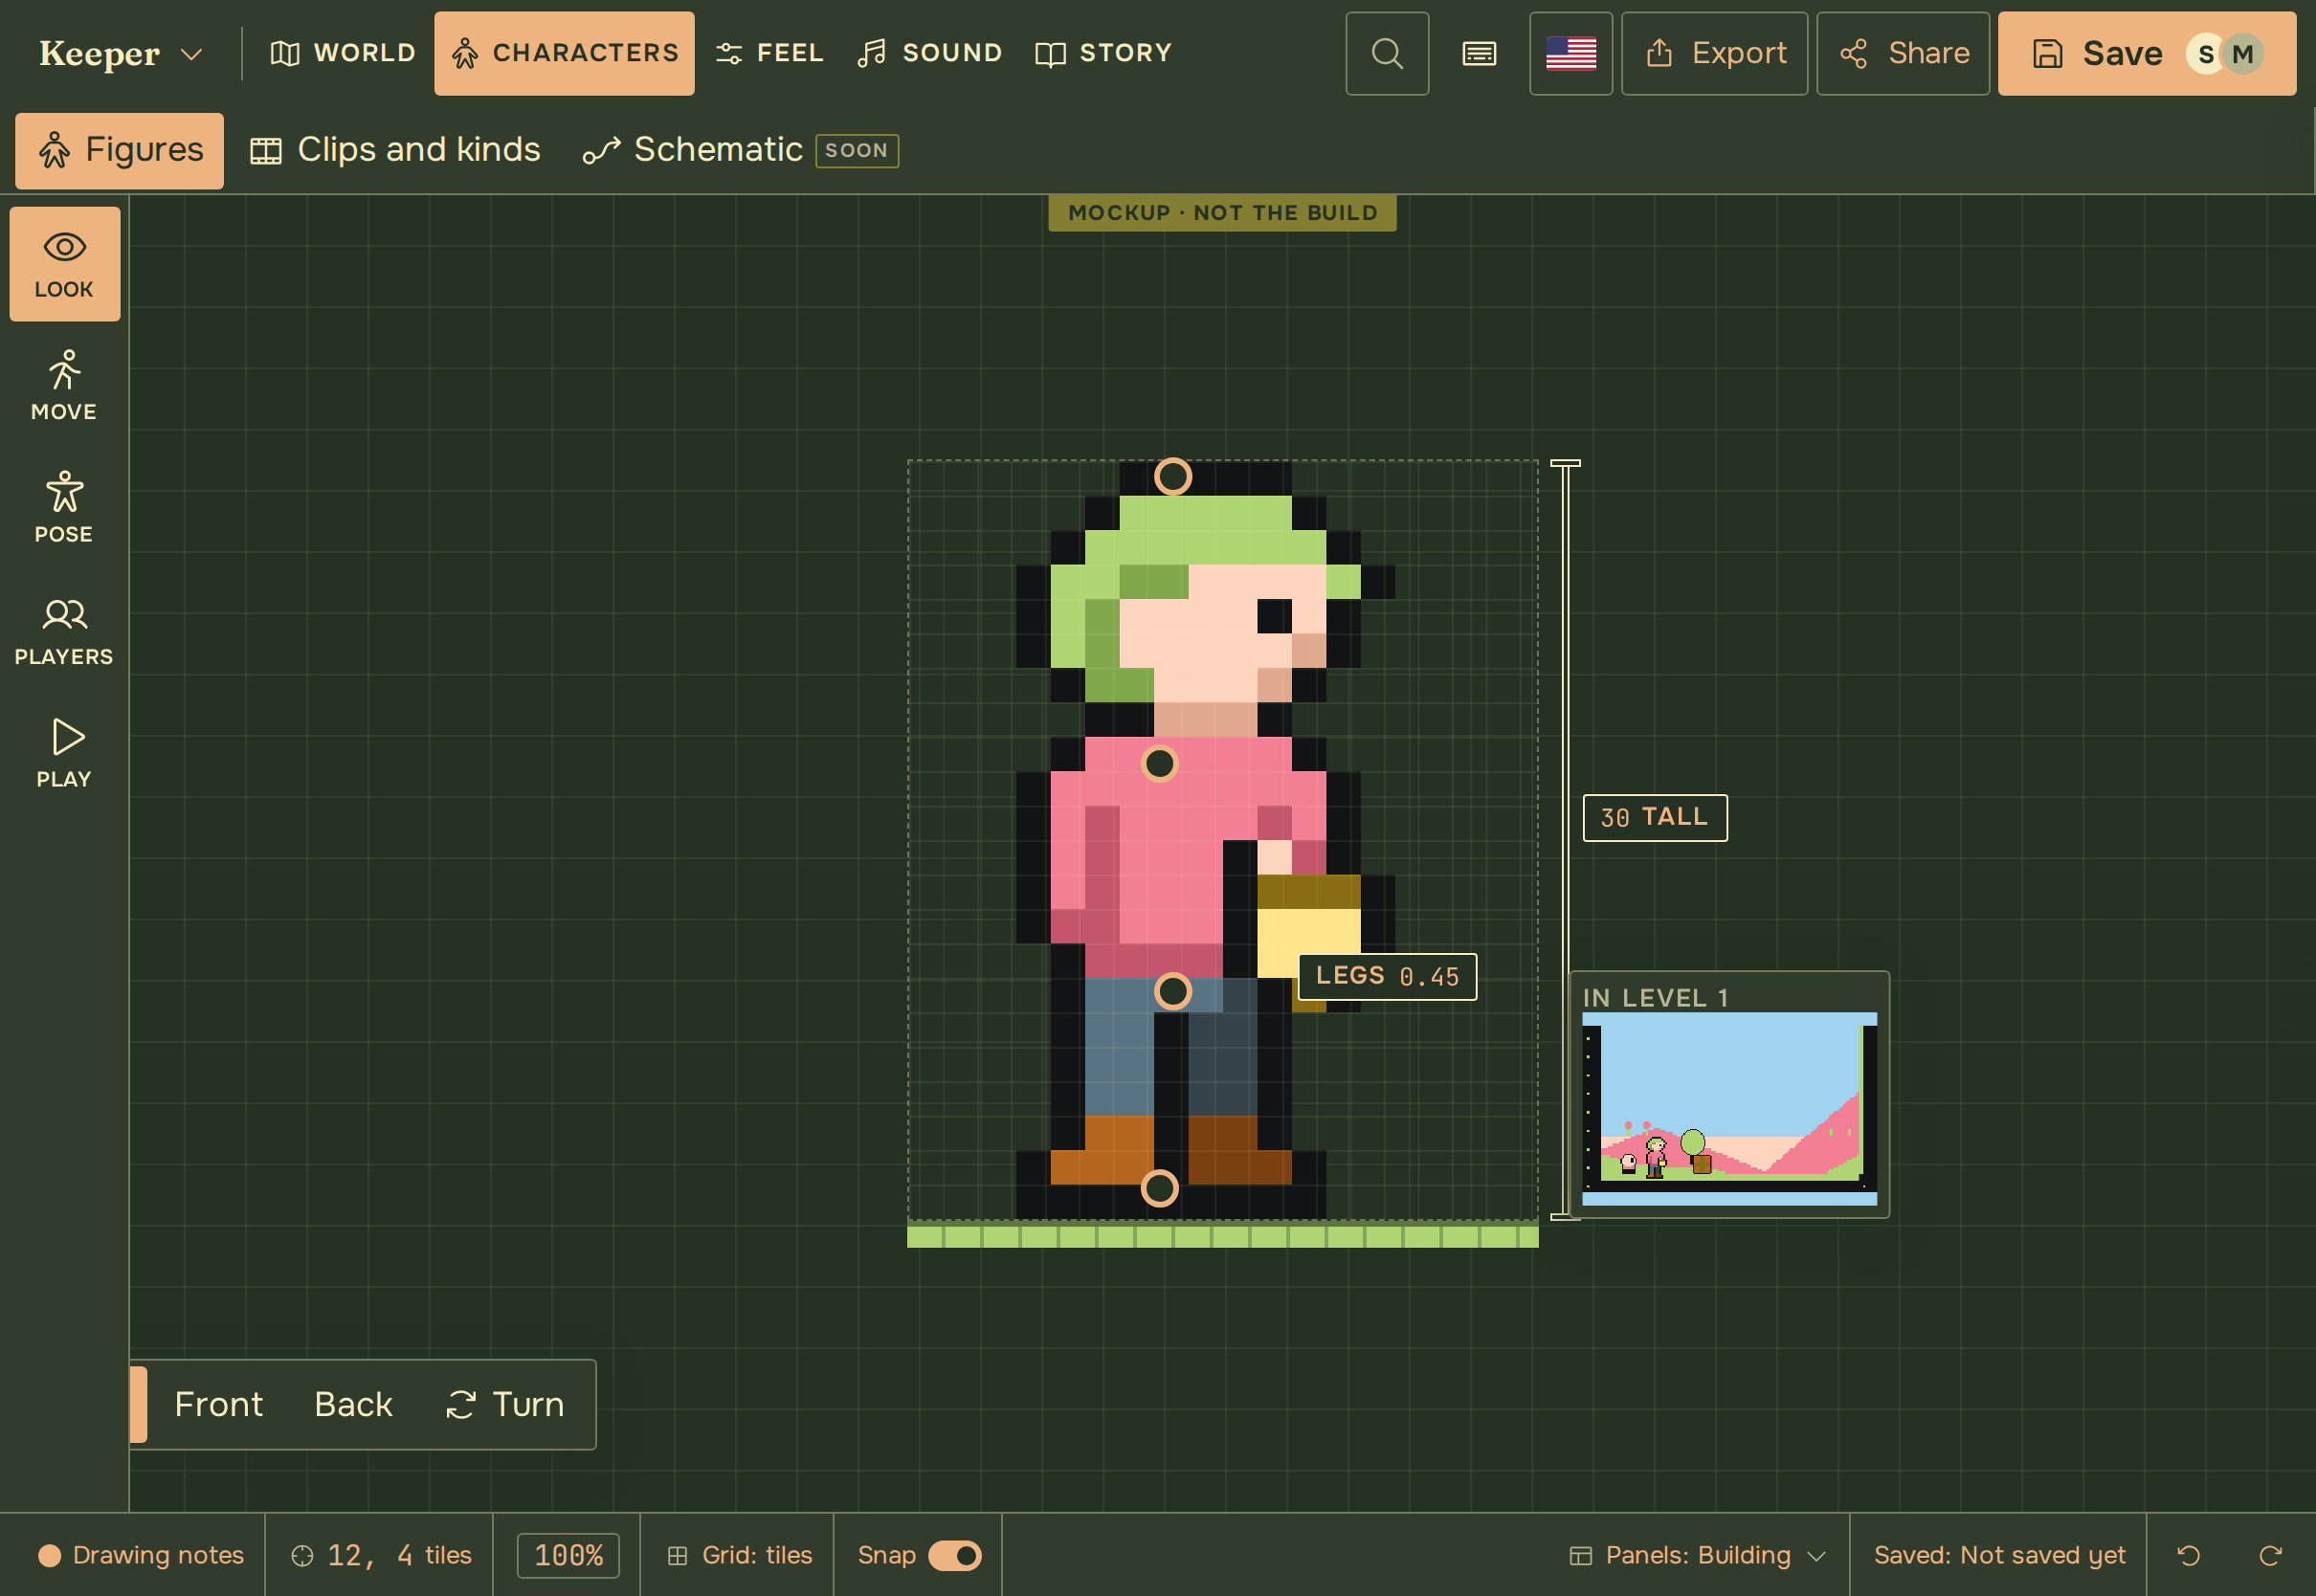 Keeper
WORLD
CHARACTERS
FEEL
SOUND
STORY
Export
Share
Save
S
M
Figures
Clips and kinds
Schematic
SOON
MOCKUP · NOT THE BUILD
LOOK
MOVE
POSE
PLAYERS
PLAY
30 TALL
LEGS 0.45
IN LEVEL 1
Front
Back
Turn
Drawing notes
12, 4 tiles
100%
Grid: tiles
Snap
Panels: Building
Saved: Not saved yet